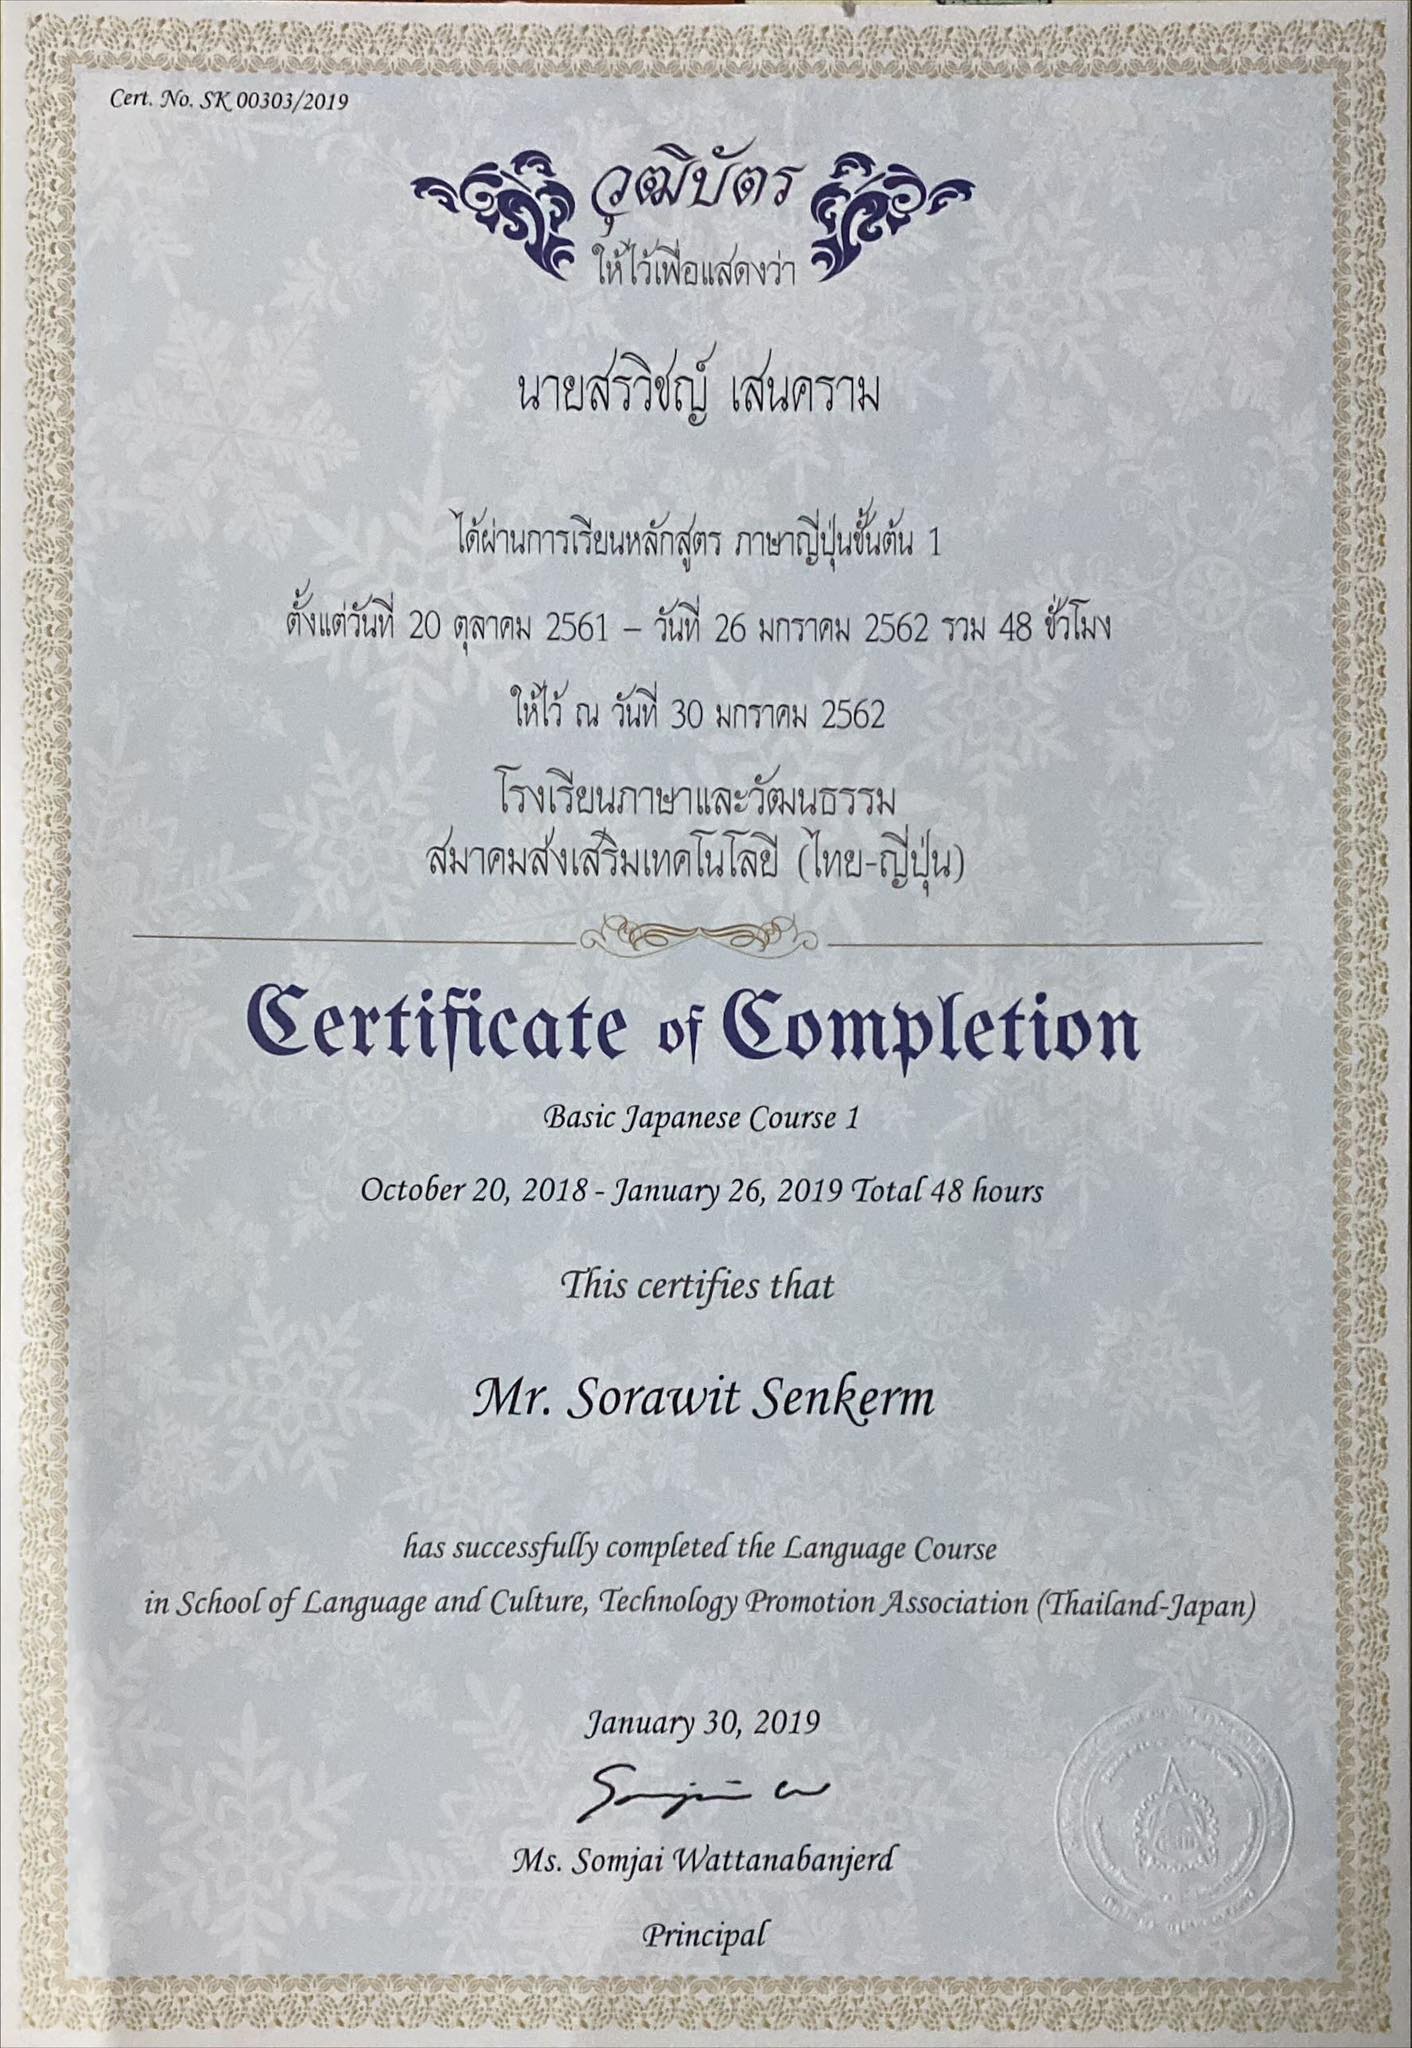 Cert. No. SK 00303/2019
วุฒิบัตร
ให้ไว้เพื่อแสดงว่า
นายสรวิชญ์ เสนคราม
ได้ผ่านการเรียนหลักสูตร ภาษาญี่ปุ่นชั้นต้น 1
ตั้งแต่วันที่ 20 ตุลาคม 2561 – วันที่ 26 มกราคม 2562 รวม 48 ชั่วโมง
ให้ไว้ ณ วันที่ 30 มกราคม 2562
โรงเรียนภาษาและวัฒนธรรม
สมาคมส่งเสริมเทคโนโลยี (ไทย-ญี่ปุ่น)
Certificate of Completion
Basic Japanese Course 1
October 20, 2018 - January 26, 2019 Total 48 hours
This certifies that
Mr. Sorawit Senkerm
has successfully completed the Language Course
in School of Language and Culture, Technology Promotion Association (Thailand-Japan)
January 30, 2019
Ms. Somjai Wattanabanjerd
Principal